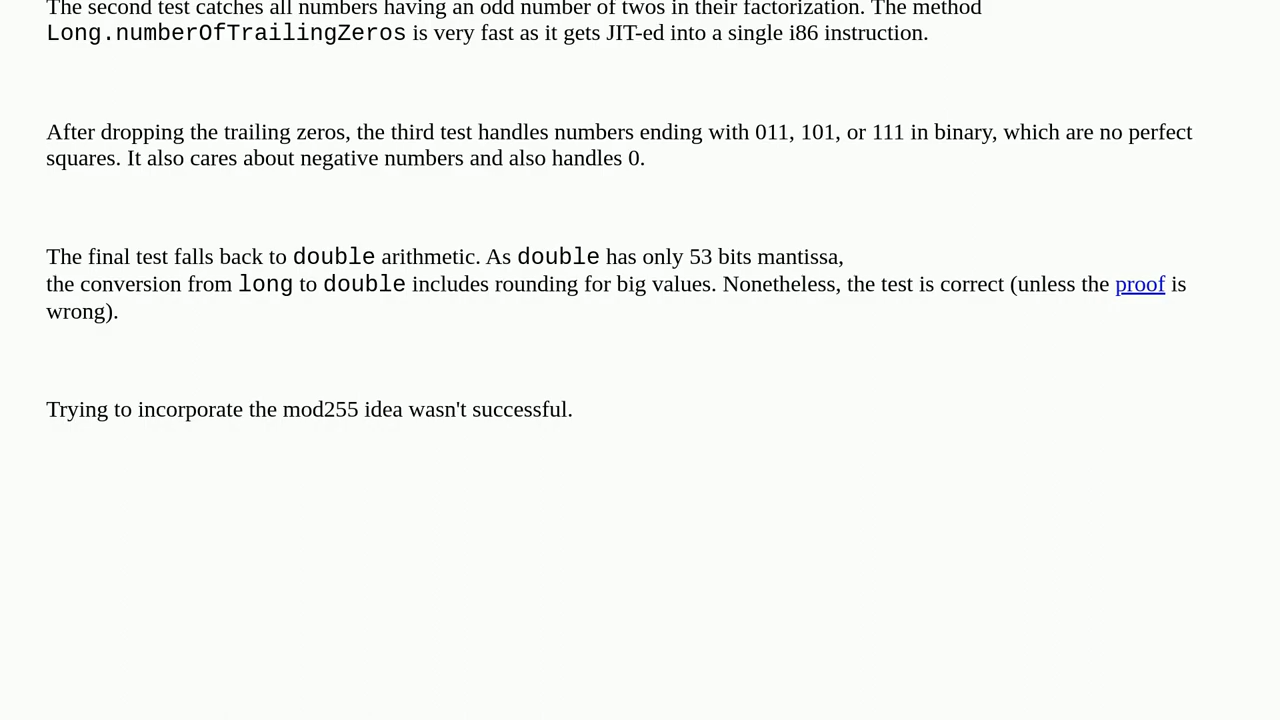 The second test catches all numbers having an odd number of twos in their factorization. The method
Long.numberOfTrailingZeros is very fast as it gets JIT-ed into a single i86 instruction.
After dropping the trailing zeros, the third test handles numbers ending with 011, 101, or 111 in binary, which are no perfect
squares. It also cares about negative numbers and also handles 0.
The final test falls back to double arithmetic. As double has only 53 bits mantissa,
the conversion from long to double includes rounding for big values. Nonetheless, the test is correct (unless the proof is
wrong).
Trying to incorporate the mod255 idea wasn't successful.